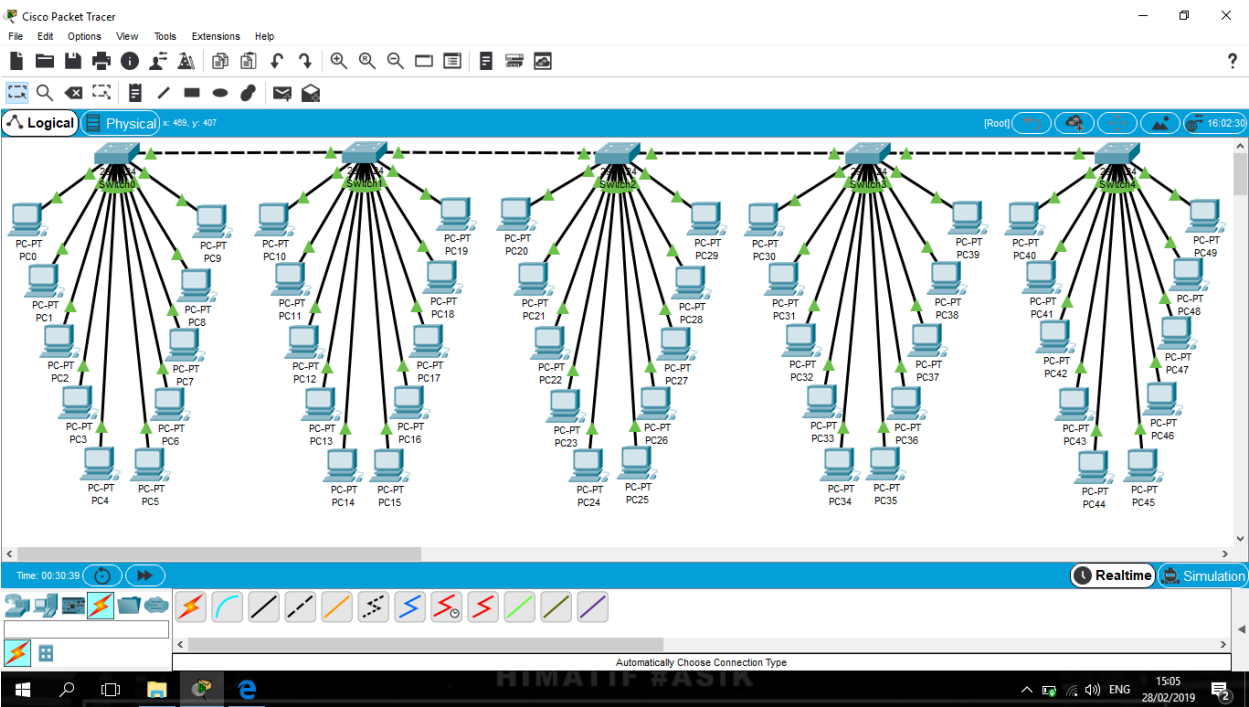 Cisco Packet Tracer
File Edit Options View Tools Extensions Help
Logical Physical x: 469, y: 407 [Root] 16:02:30
Switch0 Switch1 Switch2 Switch3 Switch4
PC-PT PC0
PC-PT PC9
PC-PT PC1
PC-PT PC8
PC-PT PC2
PC-PT PC7
PC-PT PC3
PC-PT PC6
PC-PT PC4
PC-PT PC5
PC-PT PC10
PC-PT PC19
PC-PT PC11
PC-PT PC18
PC-PT PC12
PC-PT PC17
PC-PT PC13
PC-PT PC16
PC-PT PC14
PC-PT PC15
PC-PT PC20
PC-PT PC29
PC-PT PC21
PC-PT PC28
PC-PT PC22
PC-PT PC27
PC-PT PC23
PC-PT PC26
PC-PT PC24
PC-PT PC25
PC-PT PC30
PC-PT PC39
PC-PT PC31
PC-PT PC38
PC-PT PC32
PC-PT PC37
PC-PT PC33
PC-PT PC36
PC-PT PC34
PC-PT PC35
PC-PT PC40
PC-PT PC49
PC-PT PC41
PC-PT PC48
PC-PT PC42
PC-PT PC47
PC-PT PC43
PC-PT PC46
PC-PT PC44
PC-PT PC45
Time: 00:30:39 Realtime Simulation
Automatically Choose Connection Type
HIMATIF #ASIK
ENG 15:05
28/02/2019 2